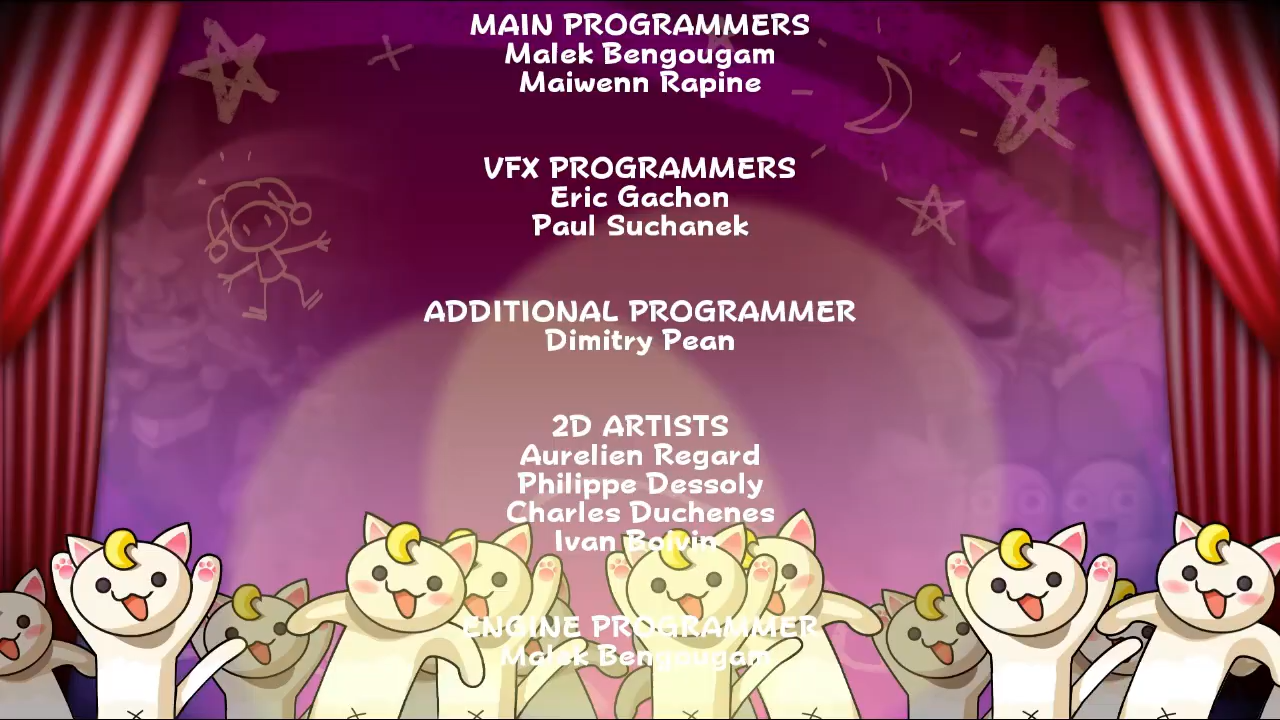 MAIN PROGRAMMERS
Malek Bengougam
Maiwenn Rapine
VFX PROGRAMMERS
Eric Gachon
Paul Suchanek
ADDITIONAL PROGRAMMER
Dimitry Pean
2D ARTISTS
Aurelien Regard
Philippe Dessoly
Charles Duchenes
Ivan Boivin
ENGINE PROGRAMMER
Malek Bengougam